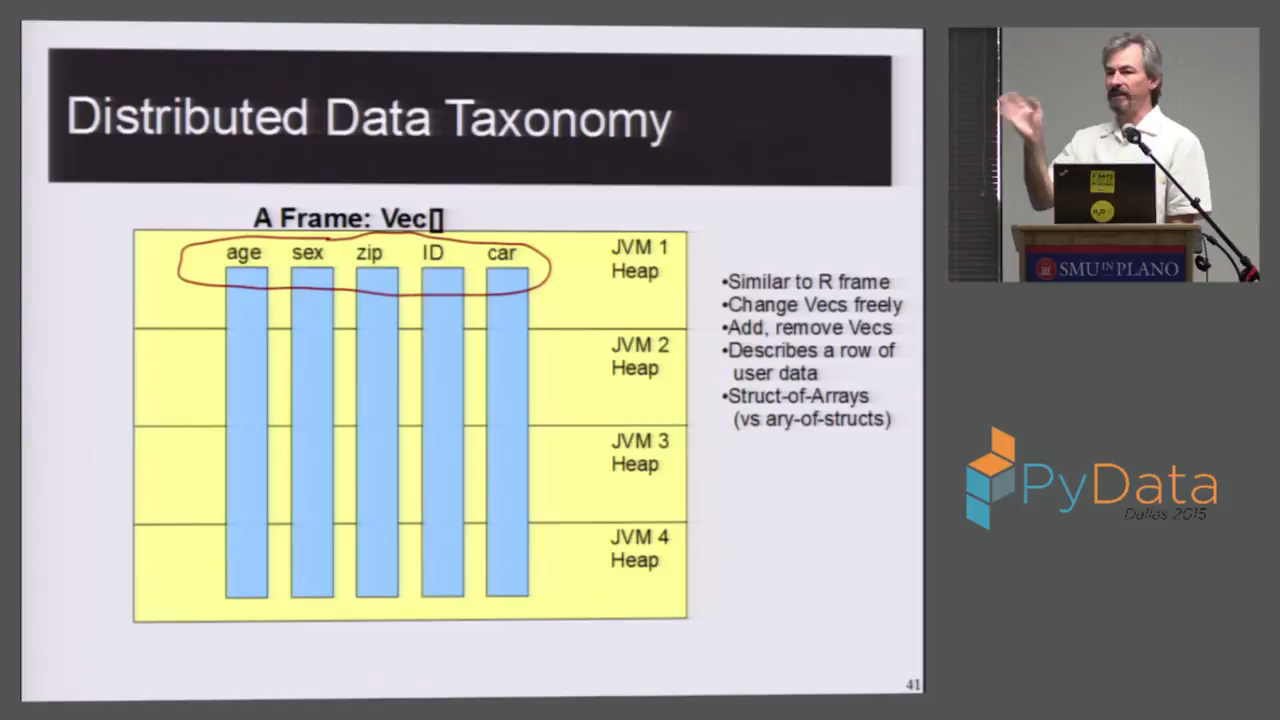 Distributed Data Taxonomy
A Frame: Vec[]
age sex zip ID car
JVM 1
Heap
JVM 2
Heap
JVM 3
Heap
JVM 4
Heap
•Similar to R frame
•Change Vecs freely
•Add, remove Vecs
•Describes a row of
user data
•Struct-of-Arrays
(vs ary-of-structs)
41
SMU IN PLANO
PyData
Dallas 2015